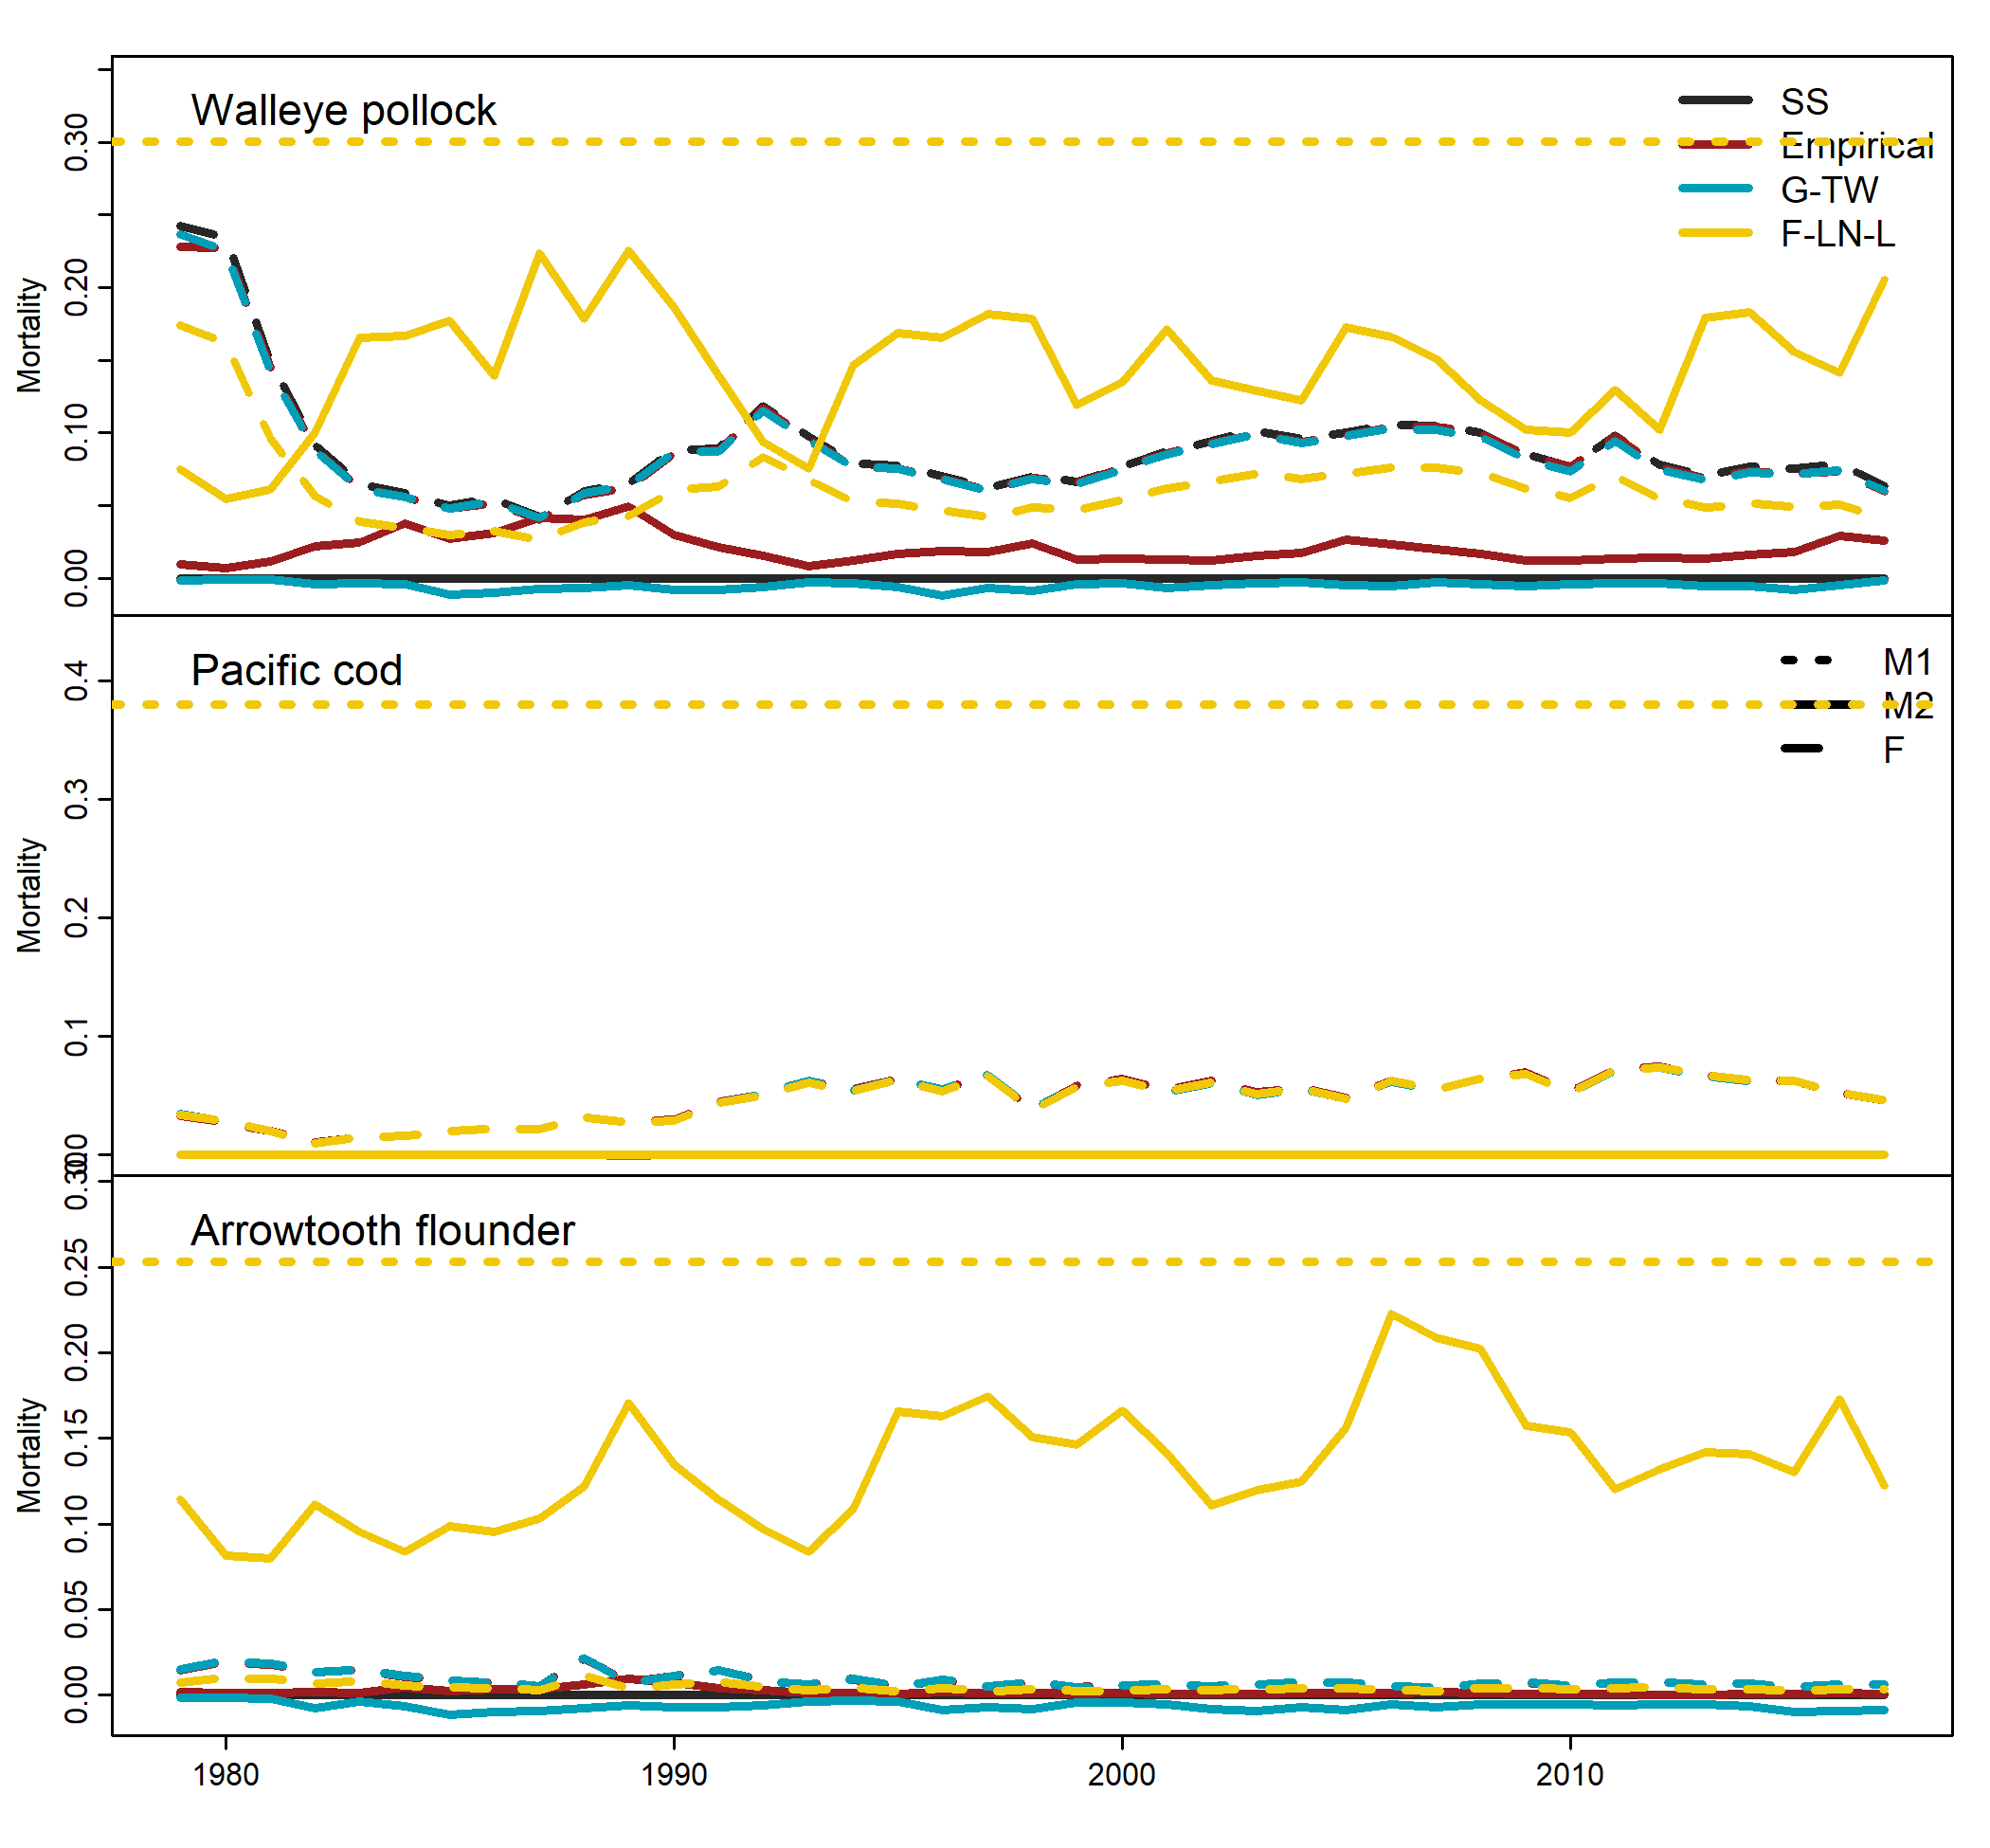 Walleye pollock
SS
Empirical
G-TW
F-LN-L
Mortality
0.30
0.20
0.10
0.00
Pacific cod
M1
M2
F
Mortality
0.4
0.3
0.2
0.1
0.0
Arrowtooth flounder
Mortality
0.30
0.25
0.20
0.15
0.10
0.05
0.00
1980 1990 2000 2010